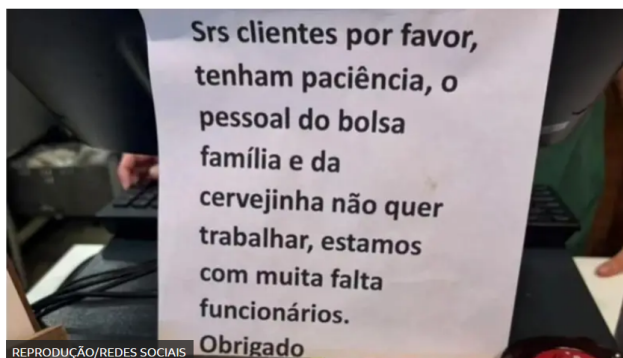 Srs clientes por favor,
tenham paciência, o
pessoal do bolsa
família e da
cervejinha não quer
trabalhar, estamos
com muita falta
funcionários.
Obrigado
REPRODUÇÃO/REDES SOCIAIS